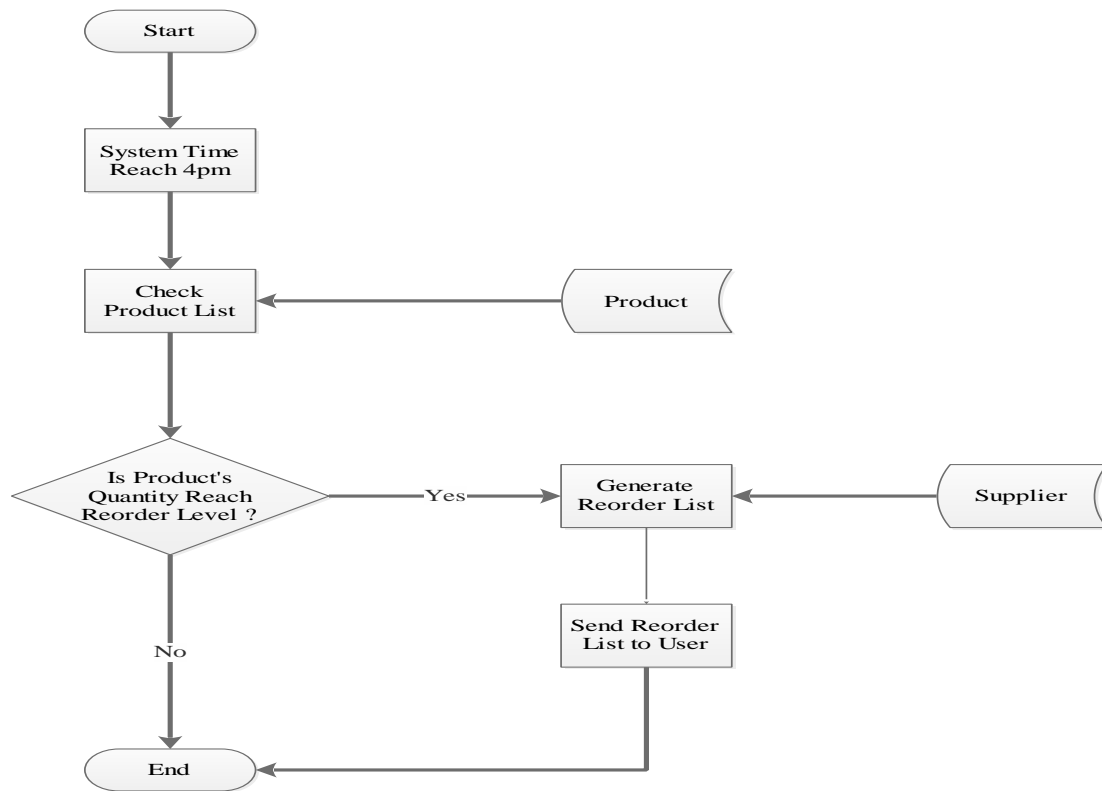 Start
System Time
Reach 4pm
Check
Product List
Product
Is Product's
Quantity Reach
Reorder Level ?
Yes
Generate
Reorder List
Supplier
Send Reorder
List to User
No
End